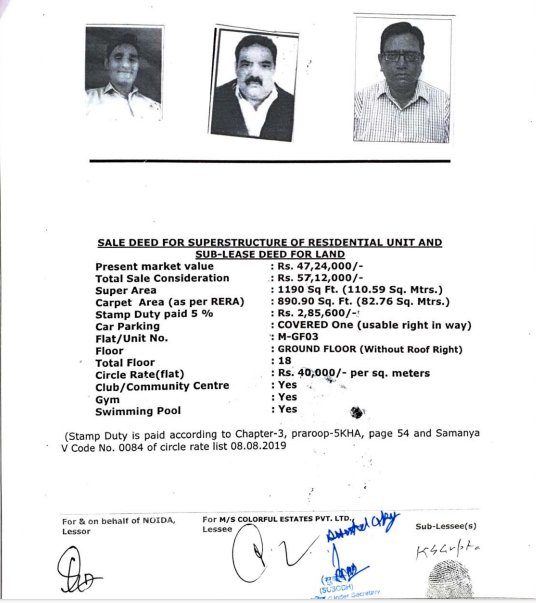 SALE DEED FOR SUPERSTRUCTURE OF RESIDENTIAL UNIT AND
SUB-LEASE DEED FOR LAND
Present market value : Rs. 47,24,000/-
Total Sale Consideration : Rs. 57,12,000/-
Super Area : 1190 Sq Ft. (110.59 Sq. Mtrs.)
Carpet Area (as per RERA) : 890.90 Sq. Ft. (82.76 Sq. Mtrs.)
Stamp Duty paid 5 % : Rs. 2,85,600/-
Car Parking : COVERED One (usable right in way)
Flat/Unit No. : M-GF03
Floor : GROUND FLOOR (Without Roof Right)
Total Floor : 18
Circle Rate(flat) : Rs. 40,000/- per sq. meters
Club/Community Centre : Yes
Gym : Yes
Swimming Pool : Yes
(Stamp Duty is paid according to Chapter-3, praroop-5KHA, page 54 and Samanya
V Code No. 0084 of circle rate list 08.08.2019
For & on behalf of NOIDA,
Lessor
For M/S COLORFUL ESTATES PVT. LTD.,
Lessee
Sub-Lessee(s)
KSGupta
(SUBODH)
Under Secretary